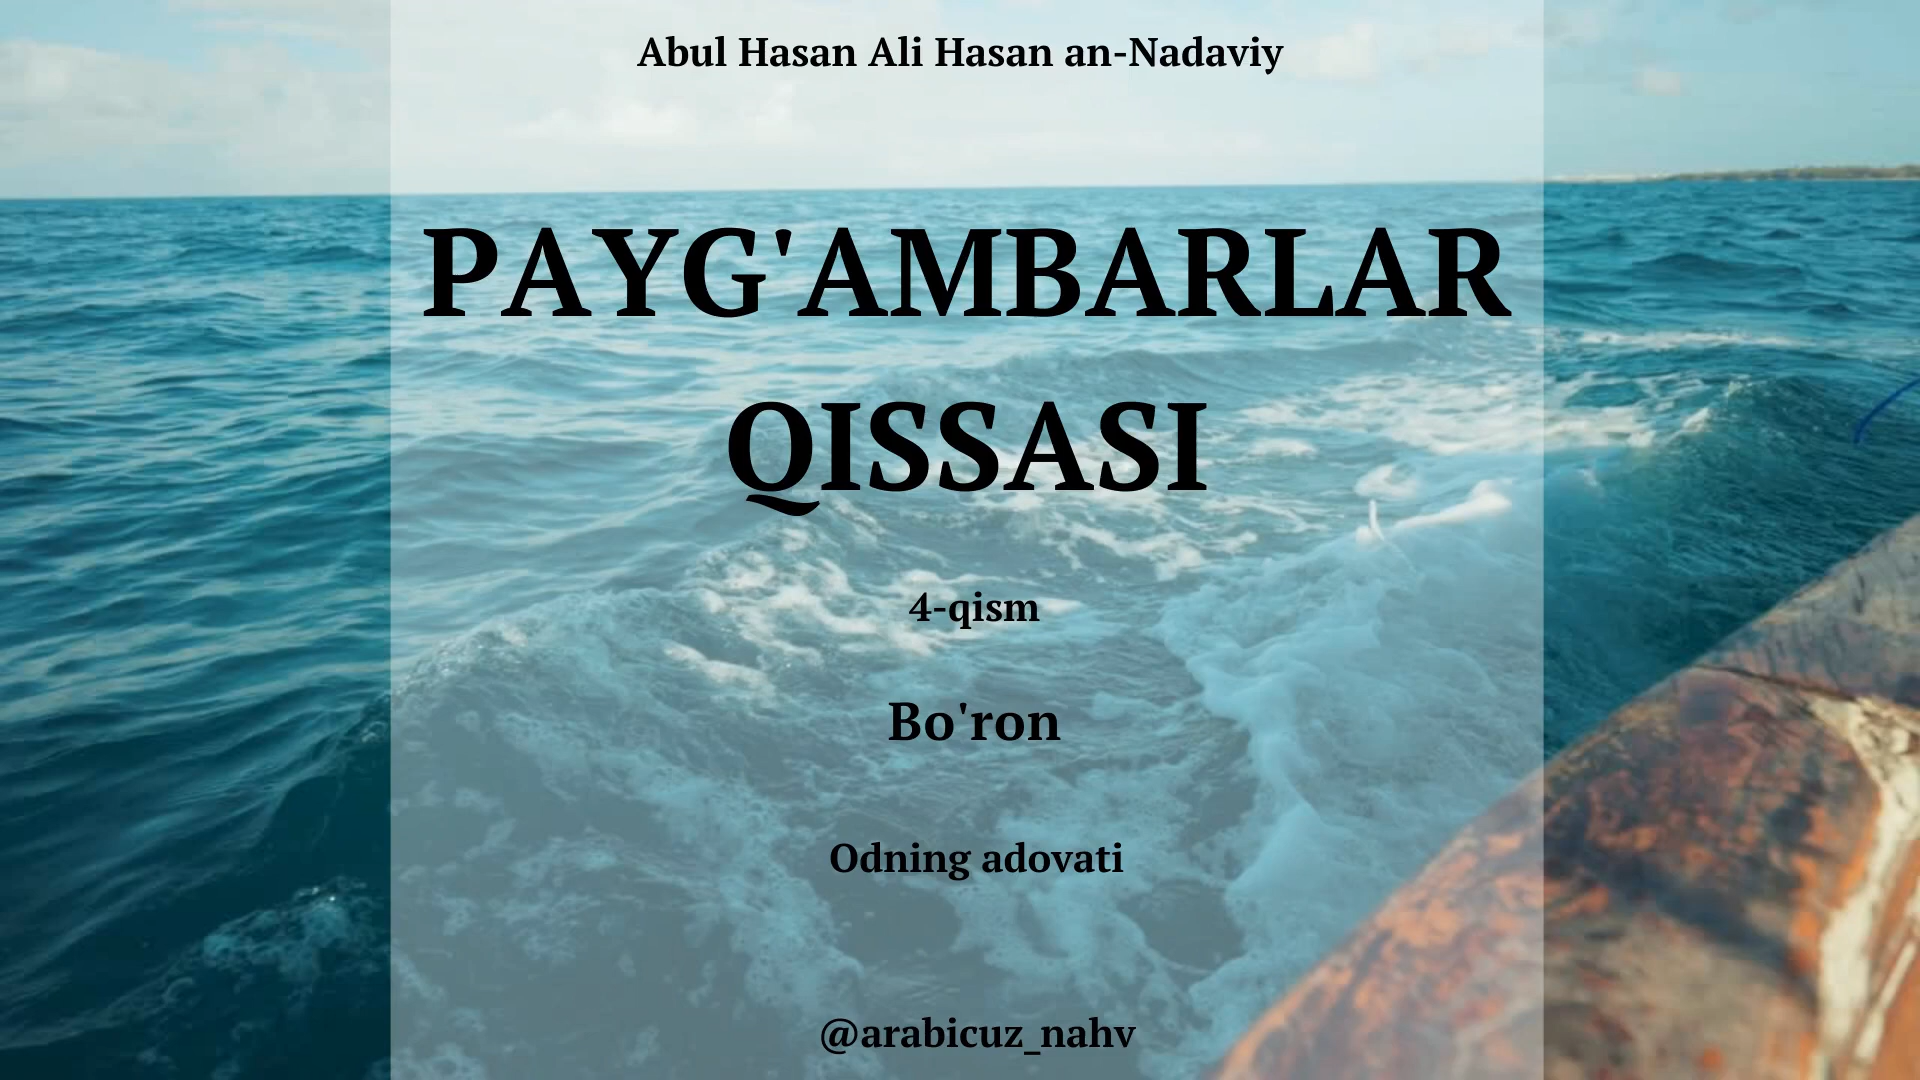 Abul Hasan Ali Hasan an-Nadaviy
PAYG'AMBARLAR
QISSASI
4-qism
Bo'ron
Odning adovati
@arabicuz_nahv